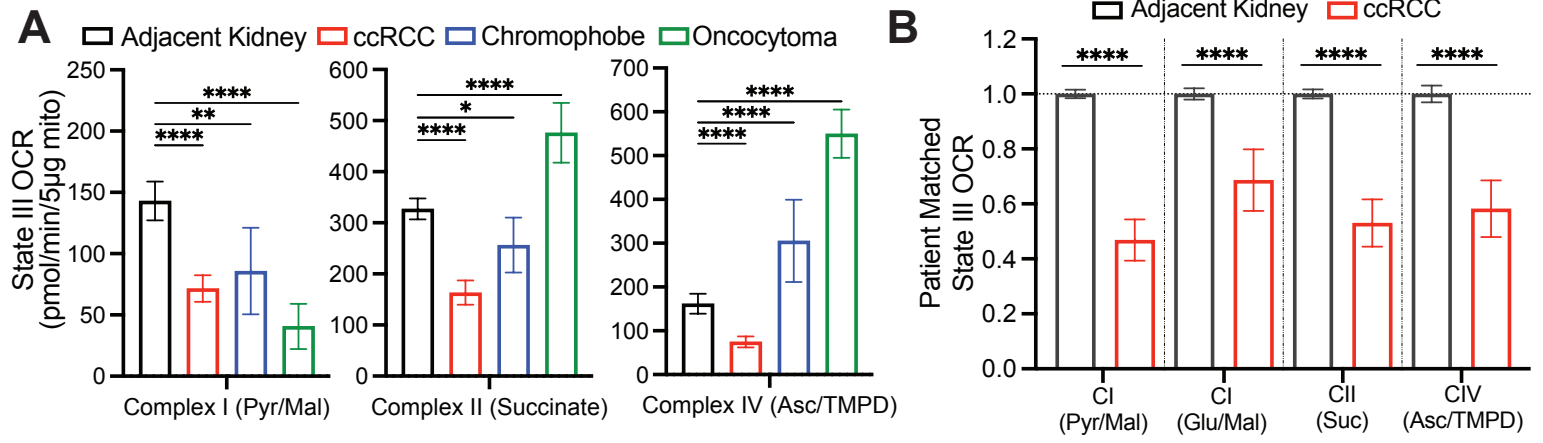 A
Adjacent Kidney ccRCC Chromophobe Oncocytoma
State III OCR
(pmol/min/5µg mito)
250
200
150
100
50
0
****
**
****
Complex I (Pyr/Mal)
600
500
400
300
200
100
0
****
*
****
Complex II (Succinate)
700
600
500
400
300
200
100
0
****
****
****
Complex IV (Asc/TMPD)
B
Adjacent Kidney ccRCC
Patient Matched
State III OCR
1.2
1.0
0.8
0.6
0.4
0.2
0.0
**** **** **** ****
CI
(Pyr/Mal)
CI
(Glu/Mal)
CII
(Suc)
CIV
(Asc/TMPD)